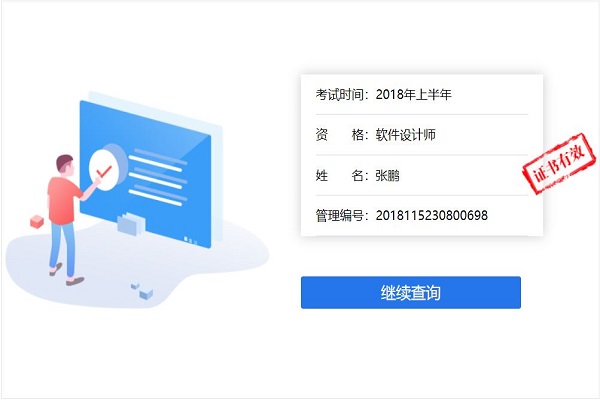 考试时间：2018年上半年
资　　格：软件设计师
姓　　名：张鹏
管理编号：2018115230800698
证书有效
继续查询